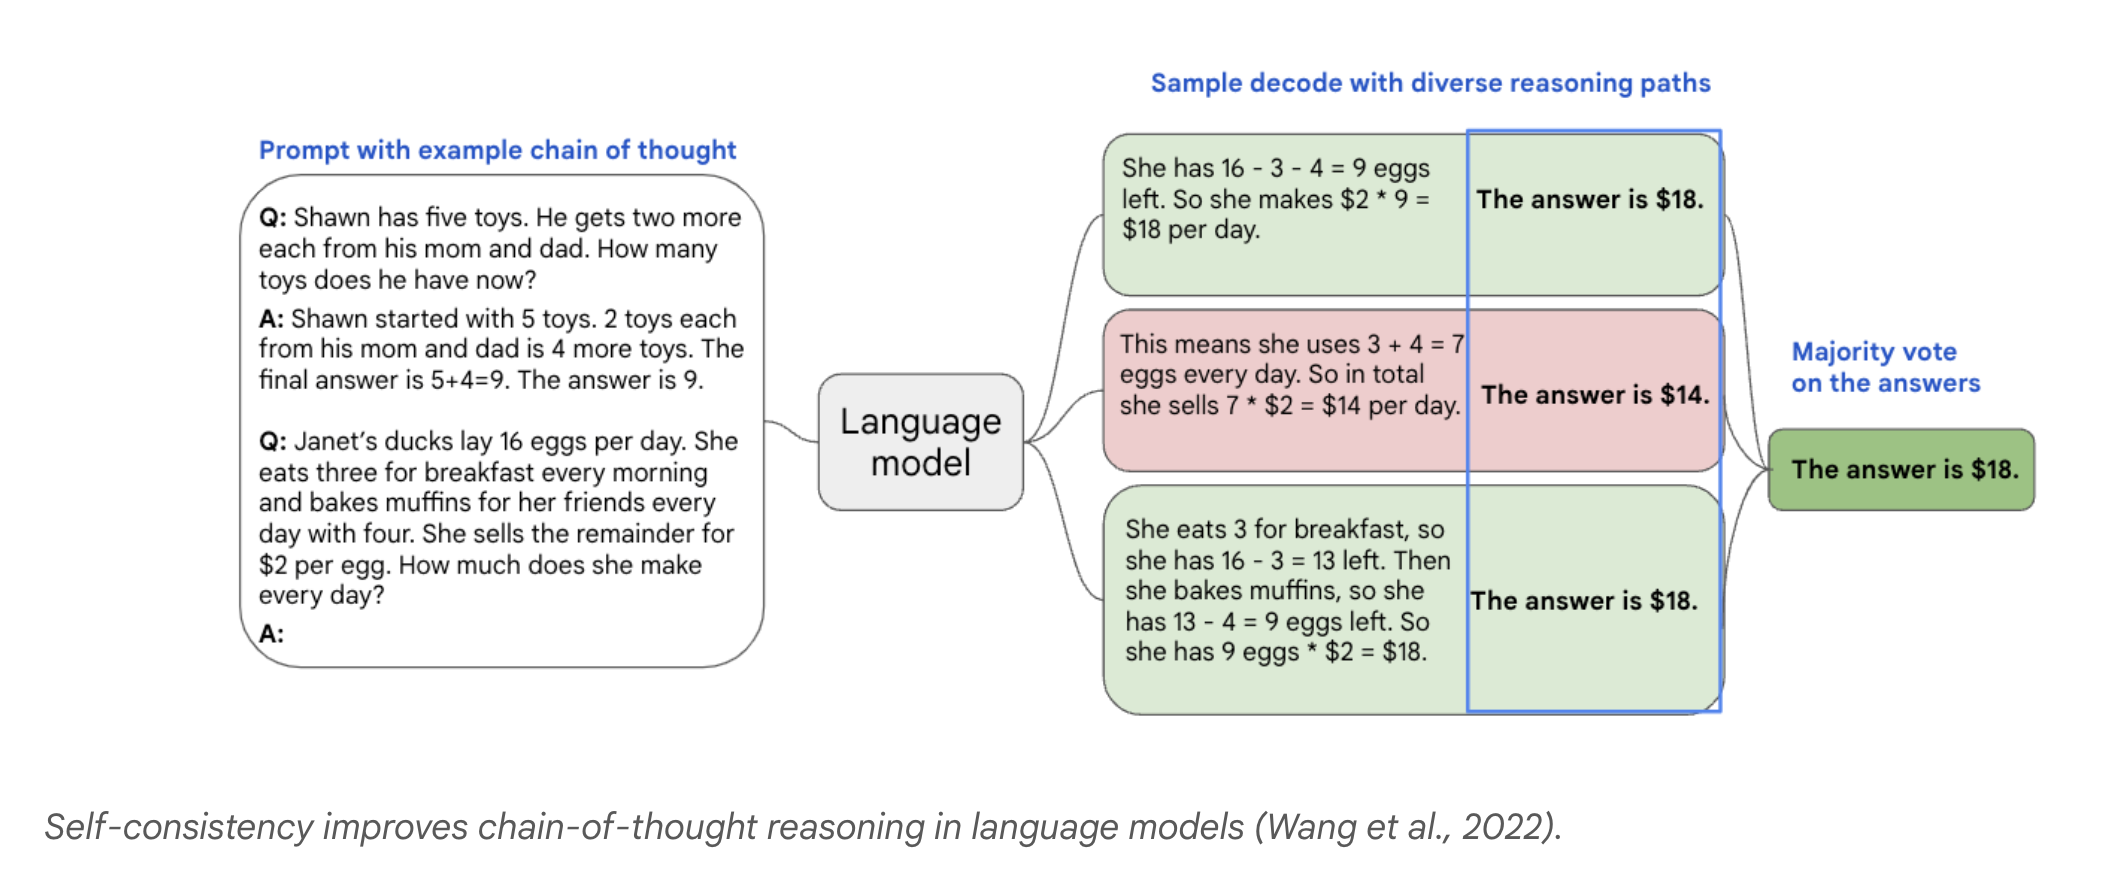 Sample decode with diverse reasoning paths
Prompt with example chain of thought
Q: Shawn has five toys. He gets two more
each from his mom and dad. How many
toys does he have now?
A: Shawn started with 5 toys. 2 toys each
from his mom and dad is 4 more toys. The
final answer is 5+4=9. The answer is 9.
Q: Janet’s ducks lay 16 eggs per day. She
eats three for breakfast every morning
and bakes muffins for her friends every
day with four. She sells the remainder for
$2 per egg. How much does she make
every day?
A:
Language
model
She has 16 - 3 - 4 = 9 eggs
left. So she makes $2 * 9 =
$18 per day.
The answer is $18.
This means she uses 3 + 4 = 7
eggs every day. So in total
she sells 7 * $2 = $14 per day.
The answer is $14.
She eats 3 for breakfast, so
she has 16 - 3 = 13 left. Then
she bakes muffins, so she
has 13 - 4 = 9 eggs left. So
she has 9 eggs * $2 = $18.
The answer is $18.
Majority vote
on the answers
The answer is $18.
Self-consistency improves chain-of-thought reasoning in language models (Wang et al., 2022).